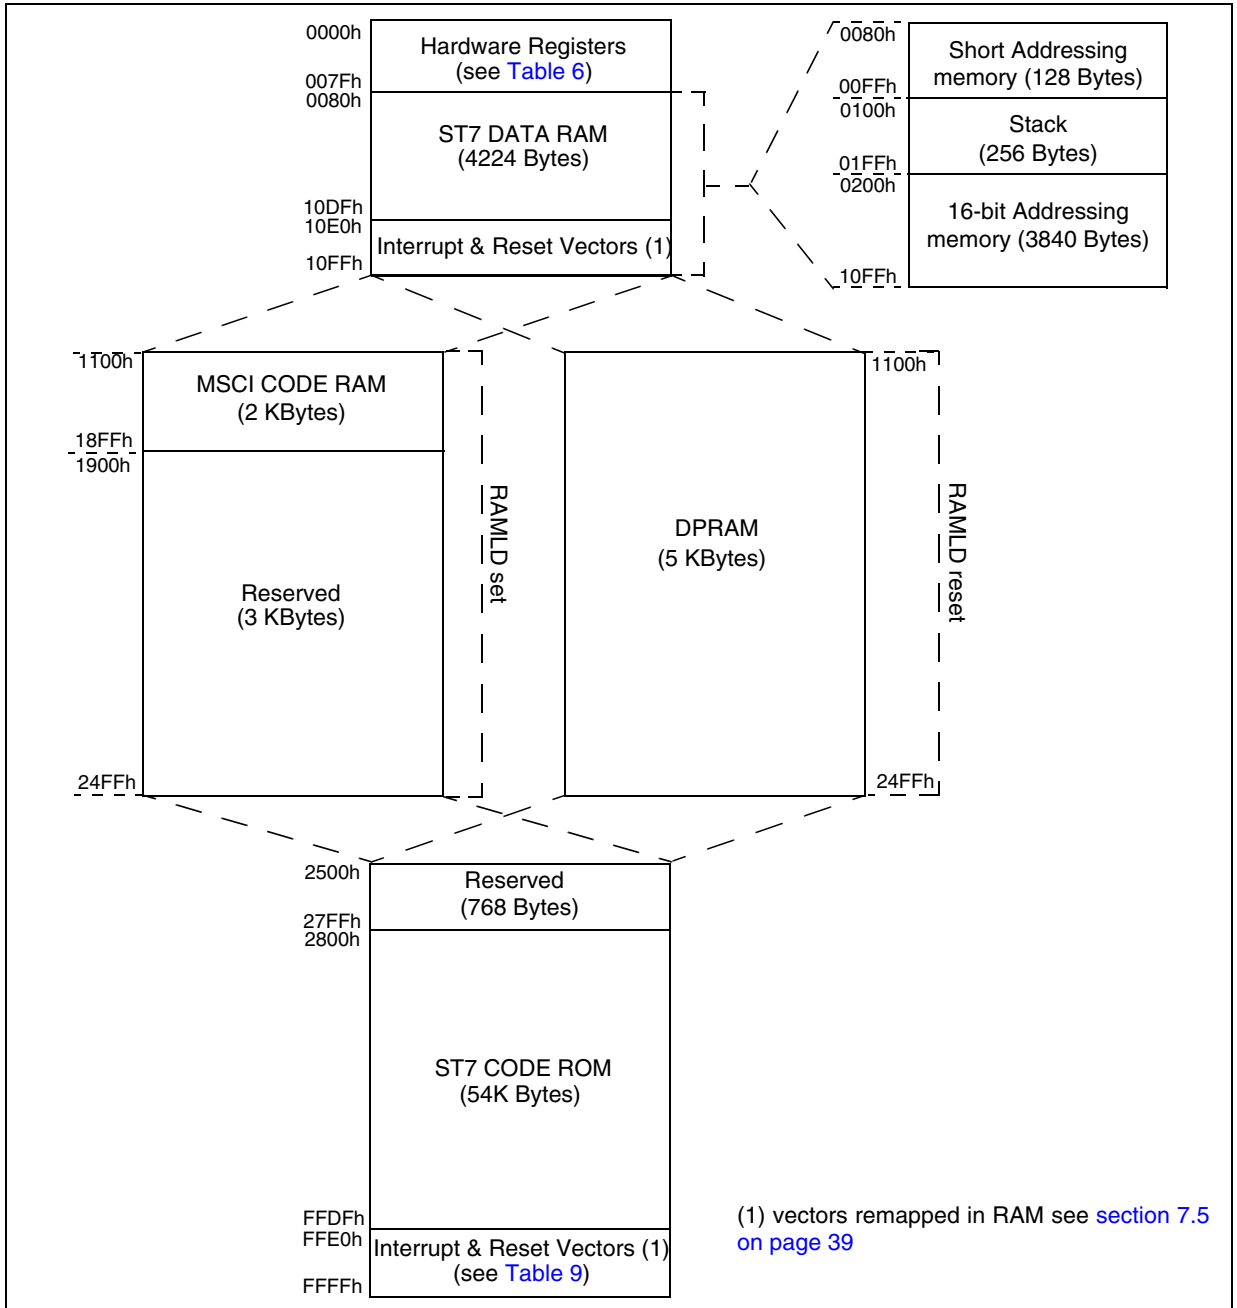 0000h
Hardware Registers
(see Table 6)
007Fh
0080h
ST7 DATA RAM
(4224 Bytes)
10DFh
10E0h
Interrupt & Reset Vectors (1)
10FFh
0080h
Short Addressing
memory (128 Bytes)
00FFh
0100h
Stack
(256 Bytes)
01FFh
0200h
16-bit Addressing
memory (3840 Bytes)
10FFh
1100h
MSCI CODE RAM
(2 KBytes)
18FFh
1900h
Reserved
(3 KBytes)
24FFh
RAMLD set
DPRAM
(5 KBytes)
1100h
RAMLD reset
24FFh
2500h
Reserved
(768 Bytes)
27FFh
2800h
ST7 CODE ROM
(54K Bytes)
FFDFh
FFE0h
Interrupt & Reset Vectors (1)
(see Table 9)
FFFFh
(1) vectors remapped in RAM see section 7.5
on page 39